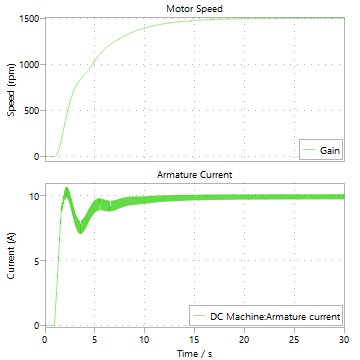 Motor Speed
1500
1000
500
0
Speed (rpm)
Gain
Armature Current
10
5
0
Current (A)
DC Machine:Armature current
0 5 10 15 20 25 30
Time / s